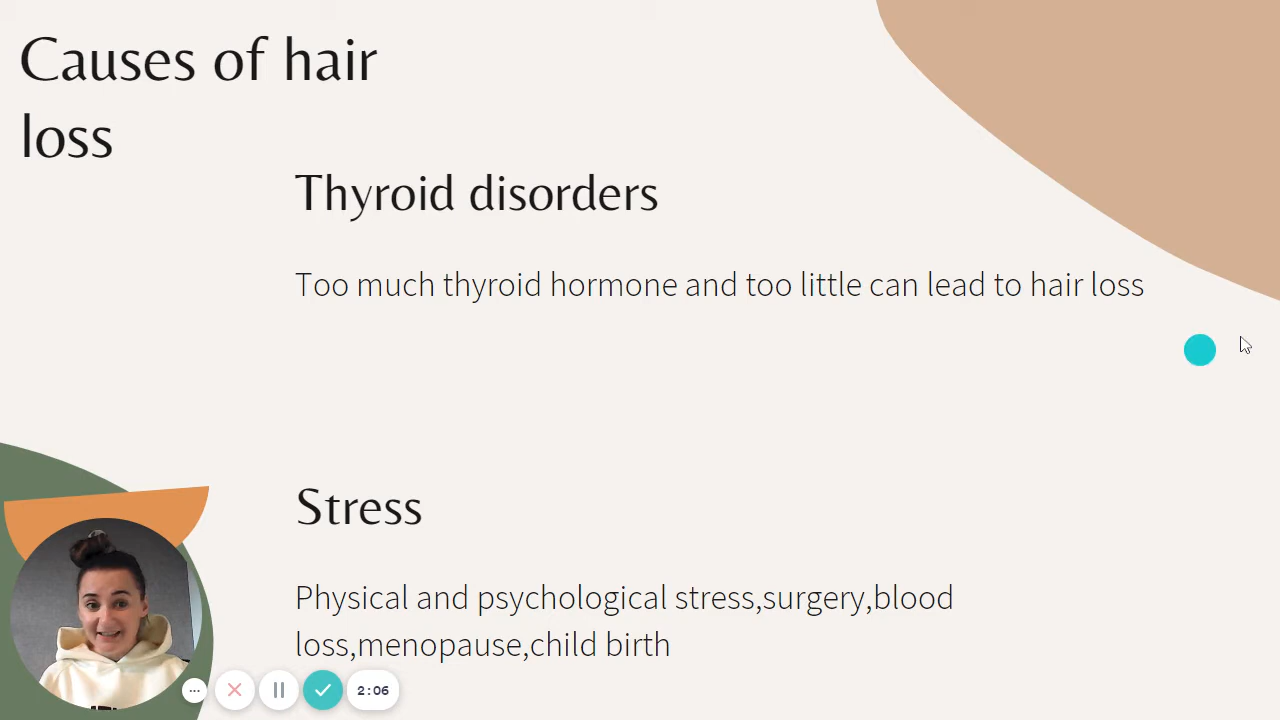 Causes of hair
loss
Thyroid disorders
Too much thyroid hormone and too little can lead to hair loss
Stress
Physical and psychological stress,surgery,blood
loss,menopause,child birth
2:06